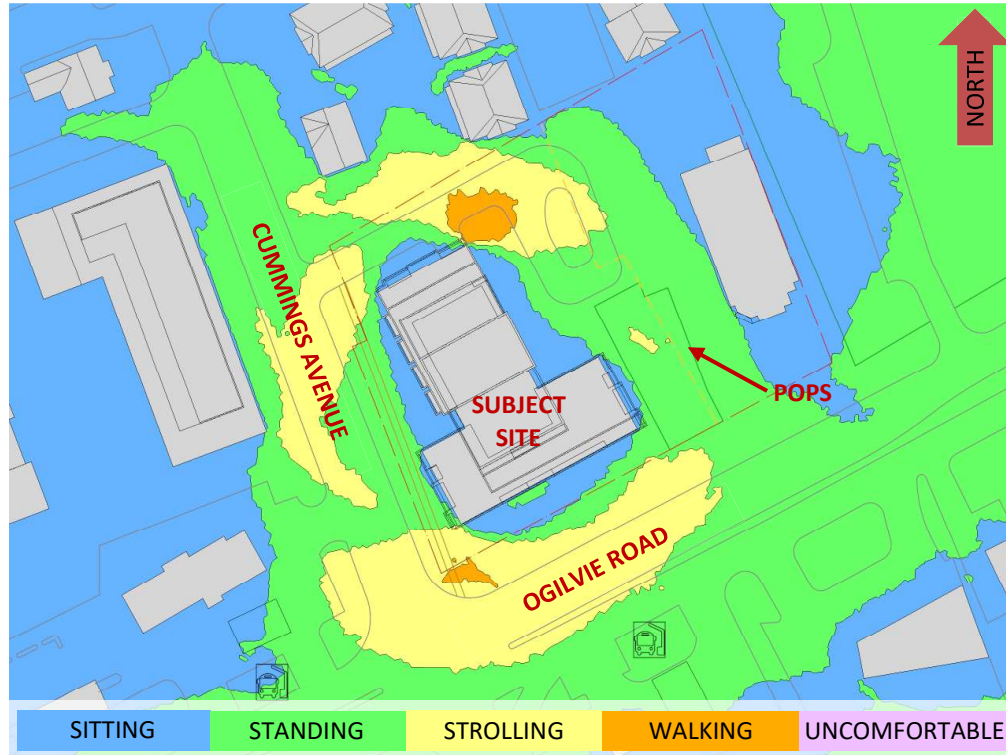 NORTH
CUMMINGS AVENUE
SUBJECT
SITE
POPS
OGILVIE ROAD
SITTING
STANDING
STROLLING
WALKING
UNCOMFORTABLE